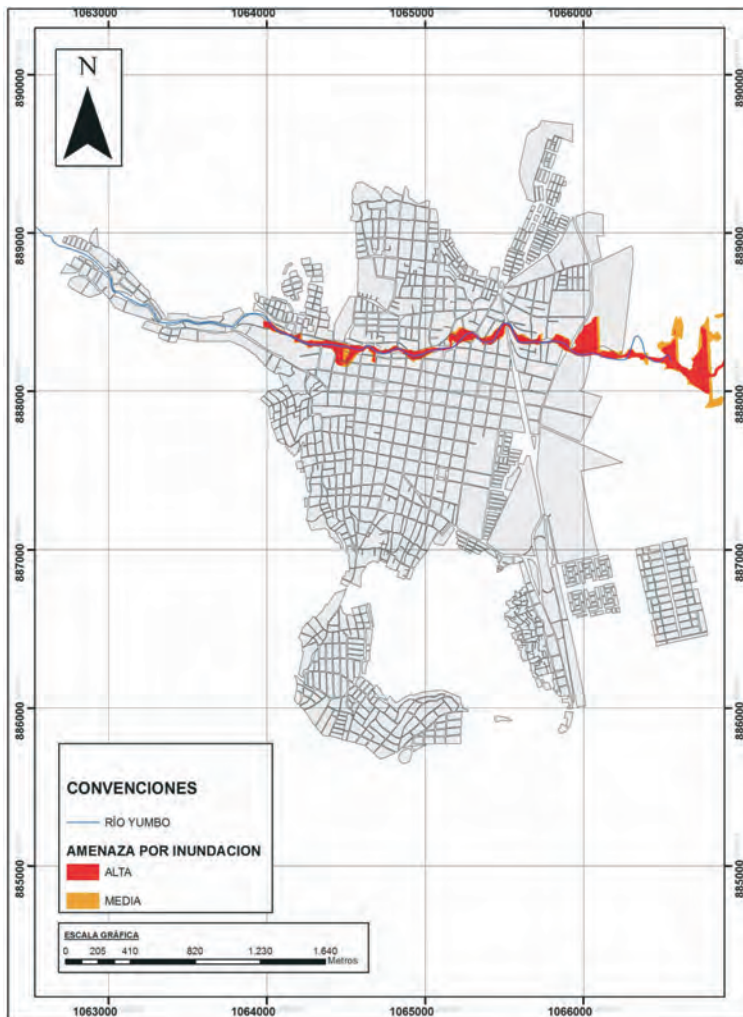 1063000 1064000 1065000 1066000
N
890000 890000
889000 889000
888000 888000
887000 887000
886000 886000
885000 885000
CONVENCIONES
RÍO YUMBO
AMENAZA POR INUNDACION
ALTA
MEDIA
ESCALA GRÁFICA
0 205 410 820 1.230 1.640
Metros
1063000 1064000 1065000 1066000